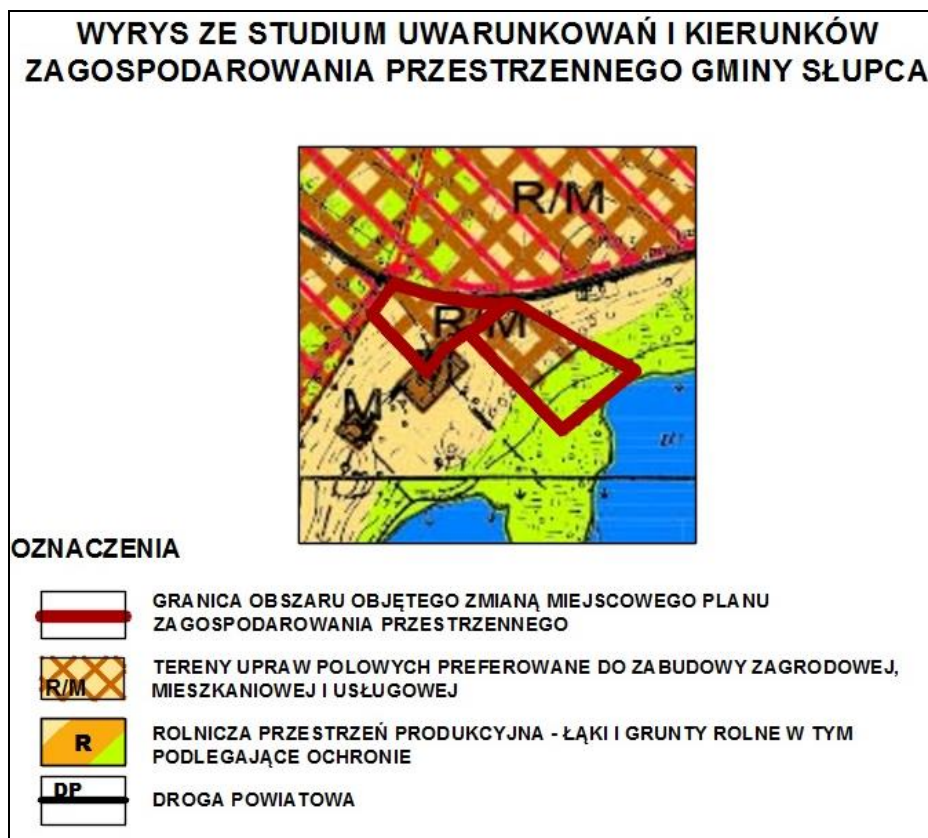 WYRYS ZE STUDIUM UWARUNKOWAŃ I KIERUNKÓW
ZAGOSPODAROWANIA PRZESTRZENNEGO GMINY SŁUPCA
R/M
R/M
M
OZNACZENIA
GRANICA OBSZARU OBJĘTEGO ZMIANĄ MIEJSCOWEGO PLANU
ZAGOSPODAROWANIA PRZESTRZENNEGO
R/M
TERENY UPRAW POLOWYCH PREFEROWANE DO ZABUDOWY ZAGRODOWEJ,
MIESZKANIOWEJ I USŁUGOWEJ
R
ROLNICZA PRZESTRZEŃ PRODUKCYJNA - ŁĄKI I GRUNTY ROLNE W TYM
PODLEGAJĄCE OCHRONIE
DP
DROGA POWIATOWA